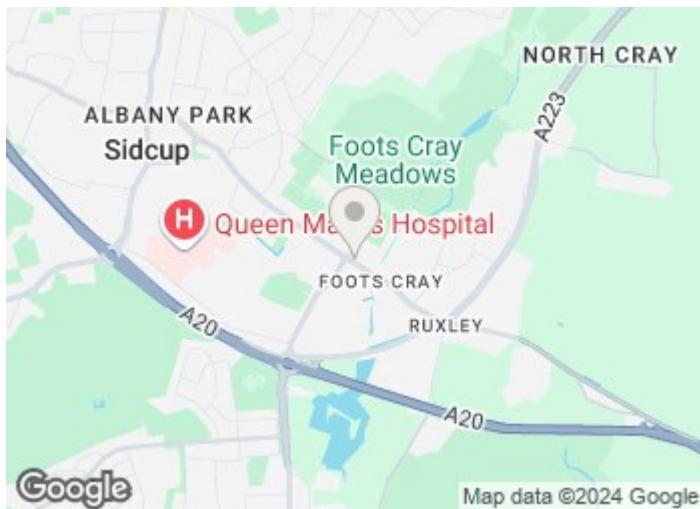 NORTH CRAY
A223
ALBANY PARK
Sidcup
Foots Cray
Meadows
H
Queen Ma s Hospital
FOOTS CRAY
A20
RUXLEY
A20
Google
Map data ©2024 Google